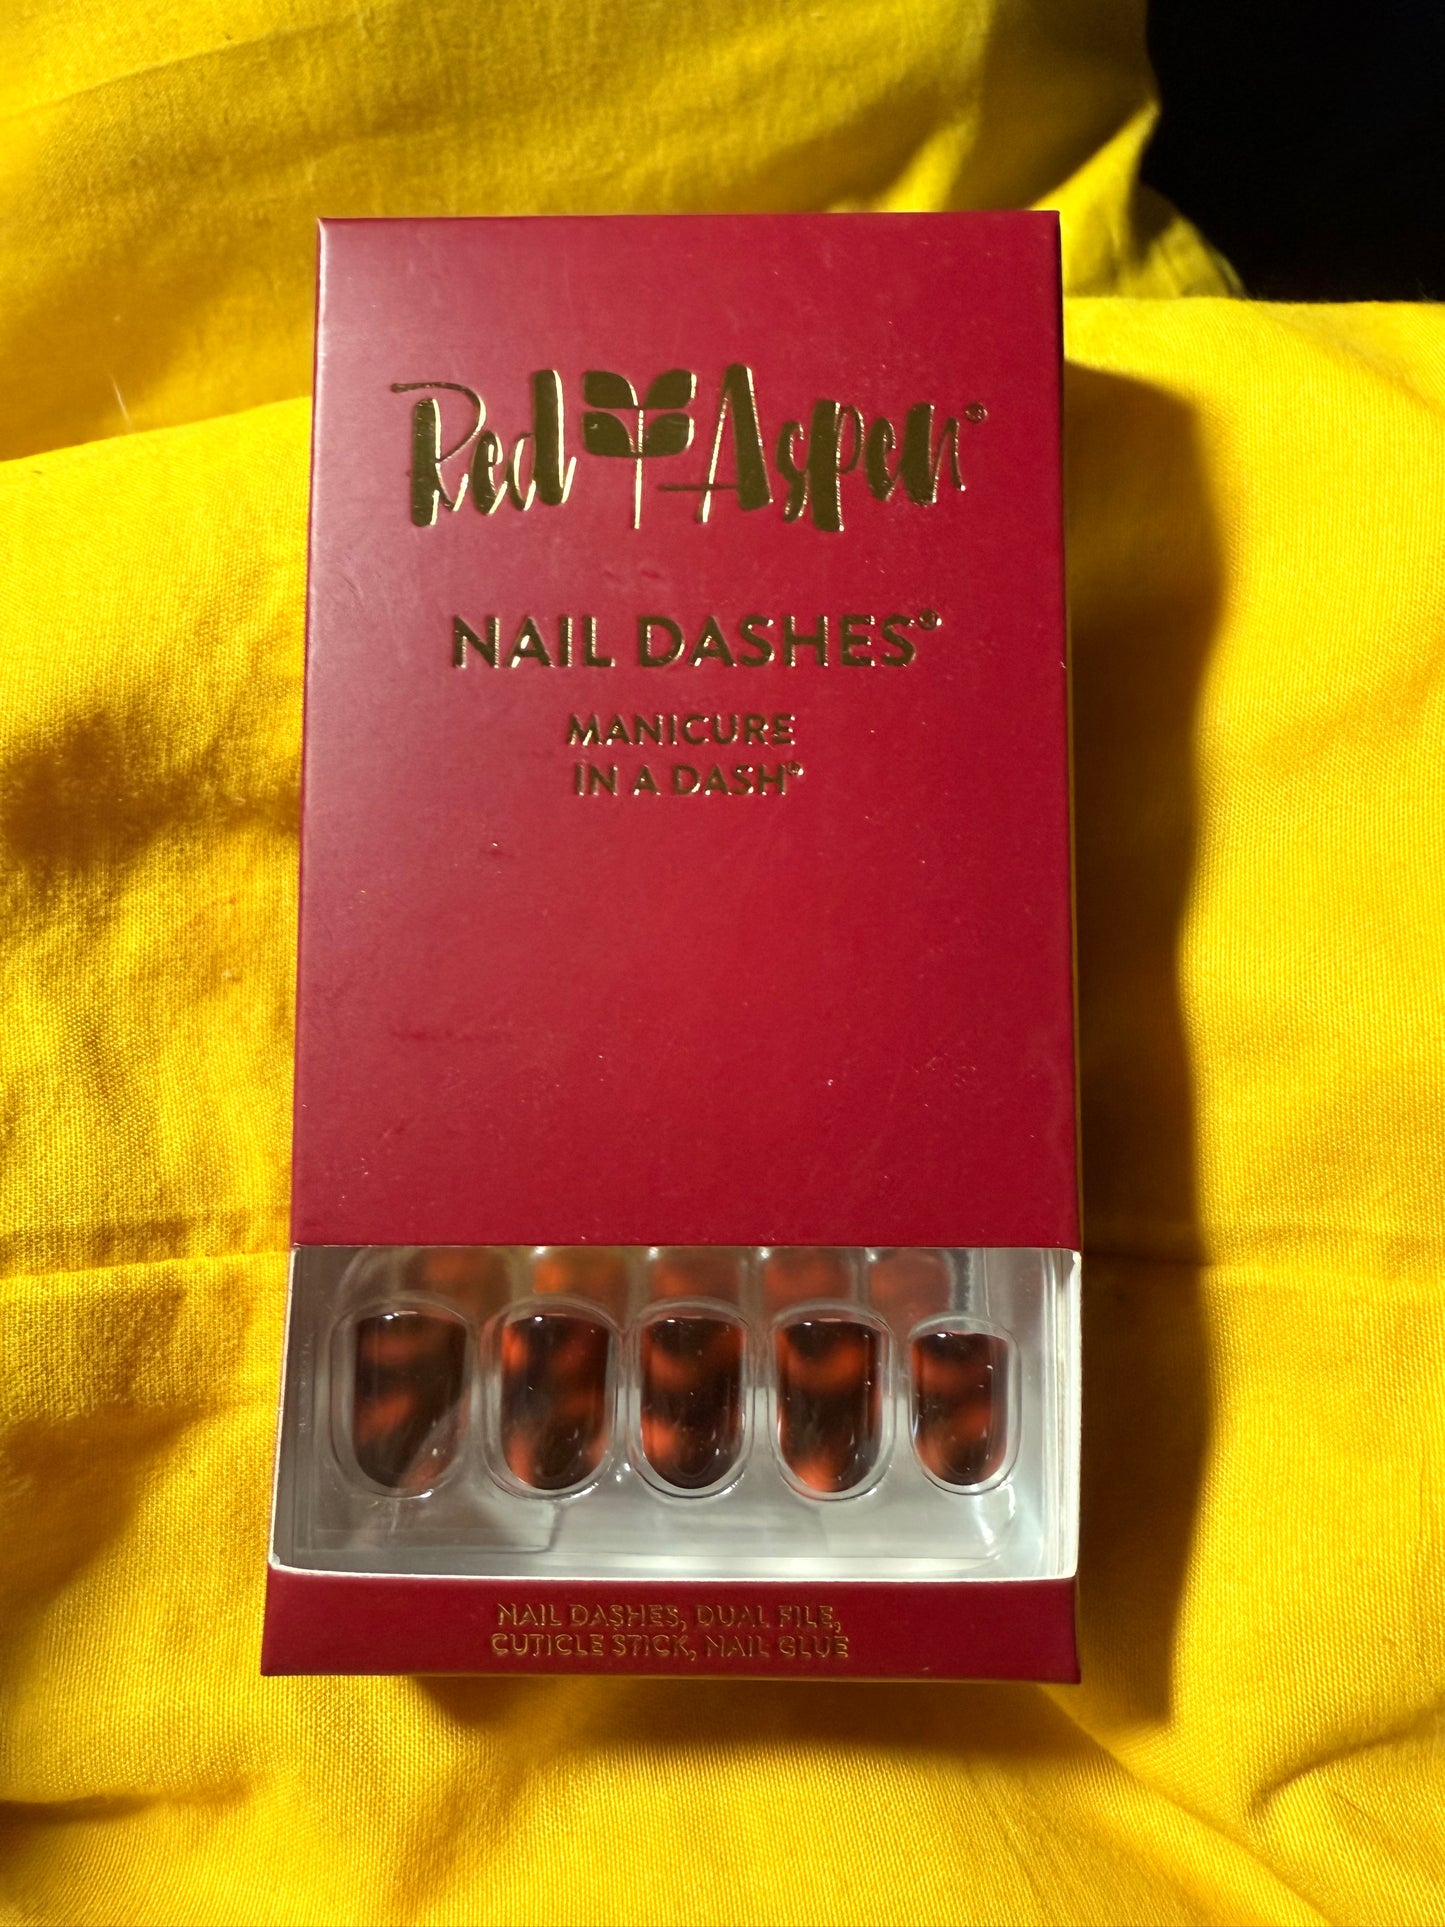 Red Aspen®
NAIL DASHES®
MANICURE
IN A DASH®
NAIL DASHES, DUAL FILE,
CUTICLE STICK, NAIL GLUE